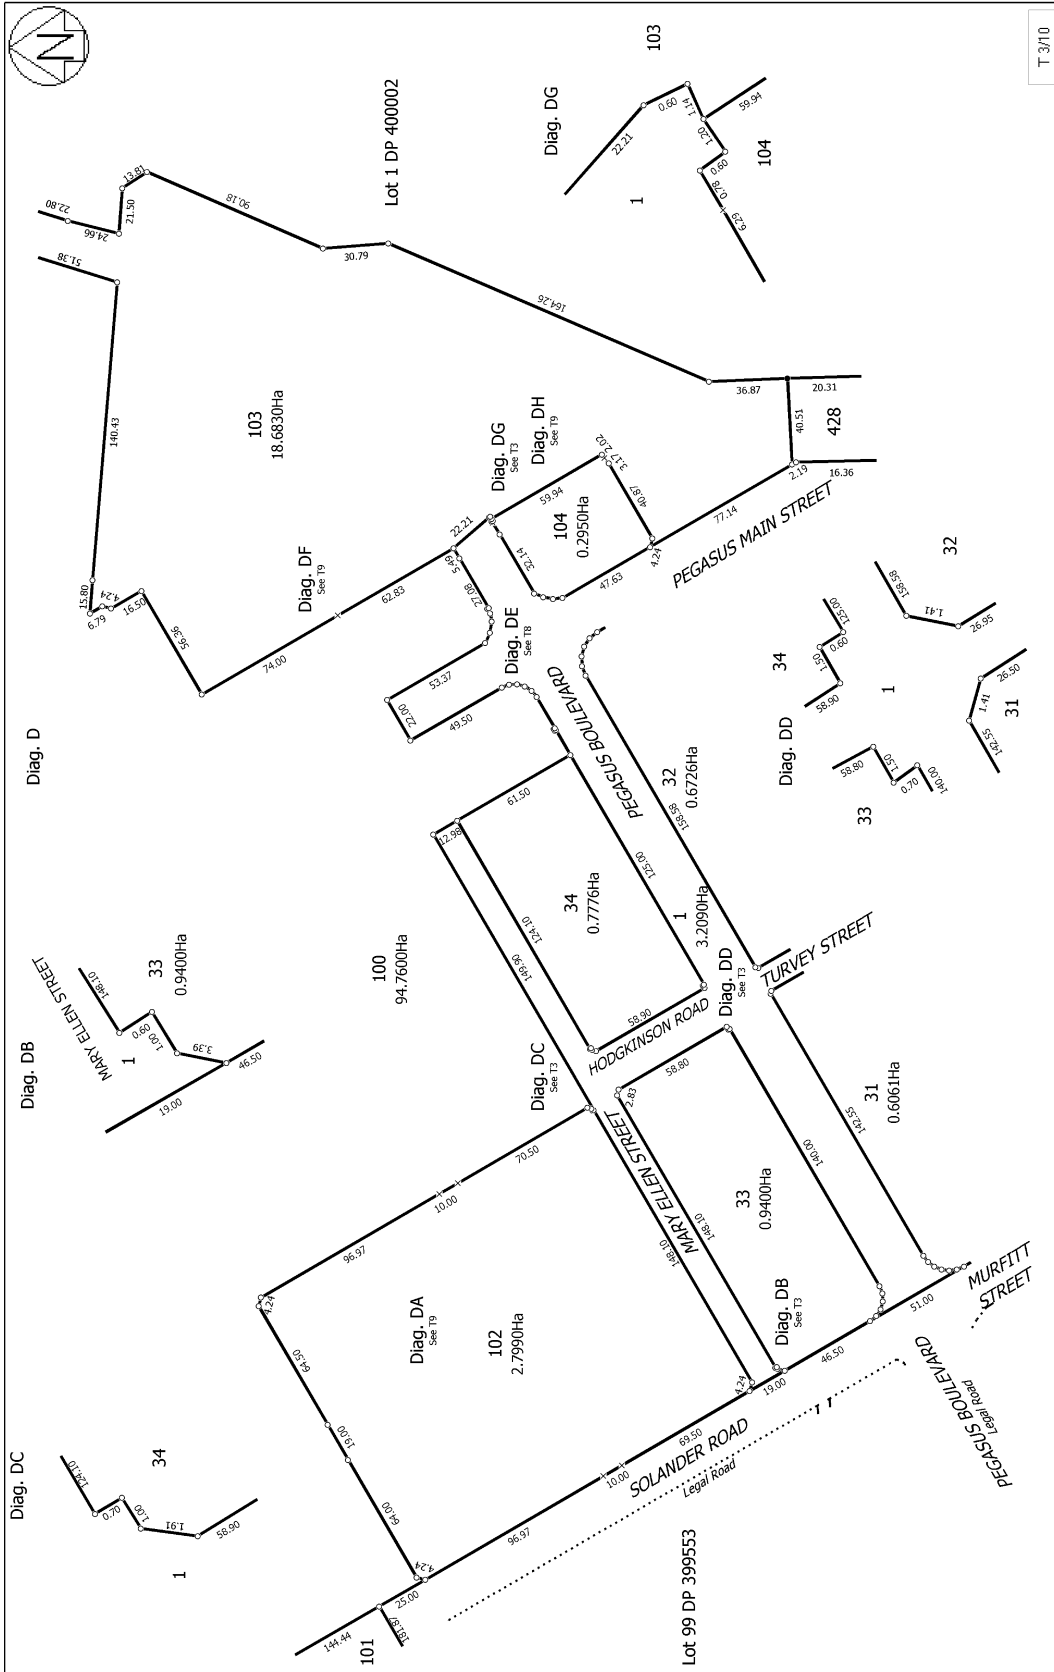 N
T 3/10
Diag. D
Diag. DB
MARY ELLEN STREET
148.10
1
33
0.9400Ha
0.60
1.00
3.39
46.50
19.00
Diag. DC
124.10
0.70
1.00
1.91
58.90
34
1
Diag. DG
103
22.21
0.60
1.14
1.20
0.60
0.78
6.29
59.94
104
1
Diag. DD
34
125.00
0.60
1.50
58.90
1
58.80
1.50
0.70
140.00
33
32
158.58
1.41
26.95
26.50
1.41
142.55
31
Lot 1 DP 400002
22.80
24.66
21.50
13.81
90.18
30.79
164.26
36.87
20.31
40.51
428
16.36
2.19
77.14
PEGASUS MAIN STREET
51.38
140.43
103
18.6830Ha
15.80
6.79
4.24
16.50
56.36
74.00
Diag. DF
See T9
62.83
22.21
Diag. DG
See T3
Diag. DH
See T9
59.94
2.02
3.17
40.87
4.24
47.63
32.14
104
0.2950Ha
5.49
27.08
Diag. DE
See T8
53.37
22.00
49.50
PEGASUS BOULEVARD
32
0.6726Ha
158.58
61.50
12.98
125.00
34
0.7776Ha
124.10
149.90
100
94.7600Ha
1
3.2090Ha
58.90
HODGKINSON ROAD
Diag. DD
See T3
TURVEY STREET
Diag. DC
See T3
58.80
2.83
MARY ELLEN STREET
148.10
148.10
33
0.9400Ha
140.00
142.55
31
0.6061Ha
MURFITT
STREET
51.00
46.50
Diag. DB
See T3
19.00
4.24
70.50
10.00
96.97
4.24
64.50
19.00
64.00
4.24
Diag. DA
See T9
102
2.7990Ha
69.50
10.00
96.97
25.00
144.44
181.87
101
SOLANDER ROAD
Legal Road
PEGASUS BOULEVARD
Legal Road
Lot 99 DP 399553